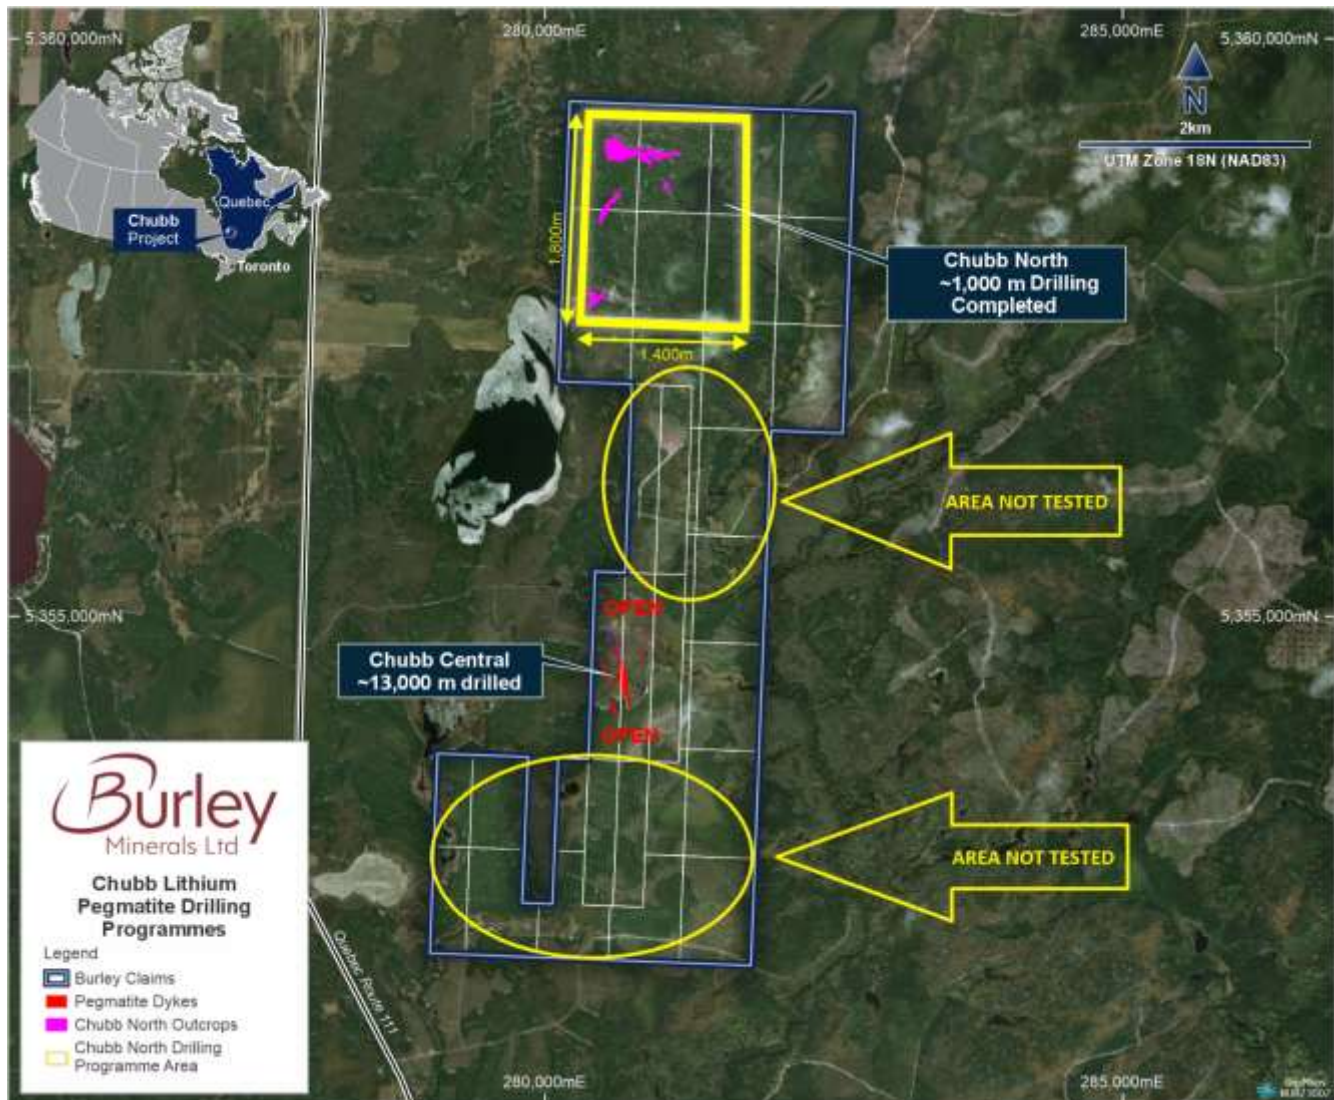 280,000mE
285,000mE
5,360,000mN
5,360,000mN
N
2km
UTM Zone 18N (NAD83)
Quebec
Chubb
Project
Toronto
1,800m
1,400m
Chubb North
~1,000 m Drilling
Completed
AREA NOT TESTED
5,355,000mN
5,355,000mN
OPEN
Chubb Central
~13,000 m drilled
OPEN
AREA NOT TESTED
Burley
Minerals Ltd
Chubb Lithium
Pegmatite Drilling
Programmes
Legend
Burley Claims
Pegmatite Dykes
Chubb North Outcrops
Chubb North Drilling
Programme Area
Quebec Route 111
280,000mE
285,000mE